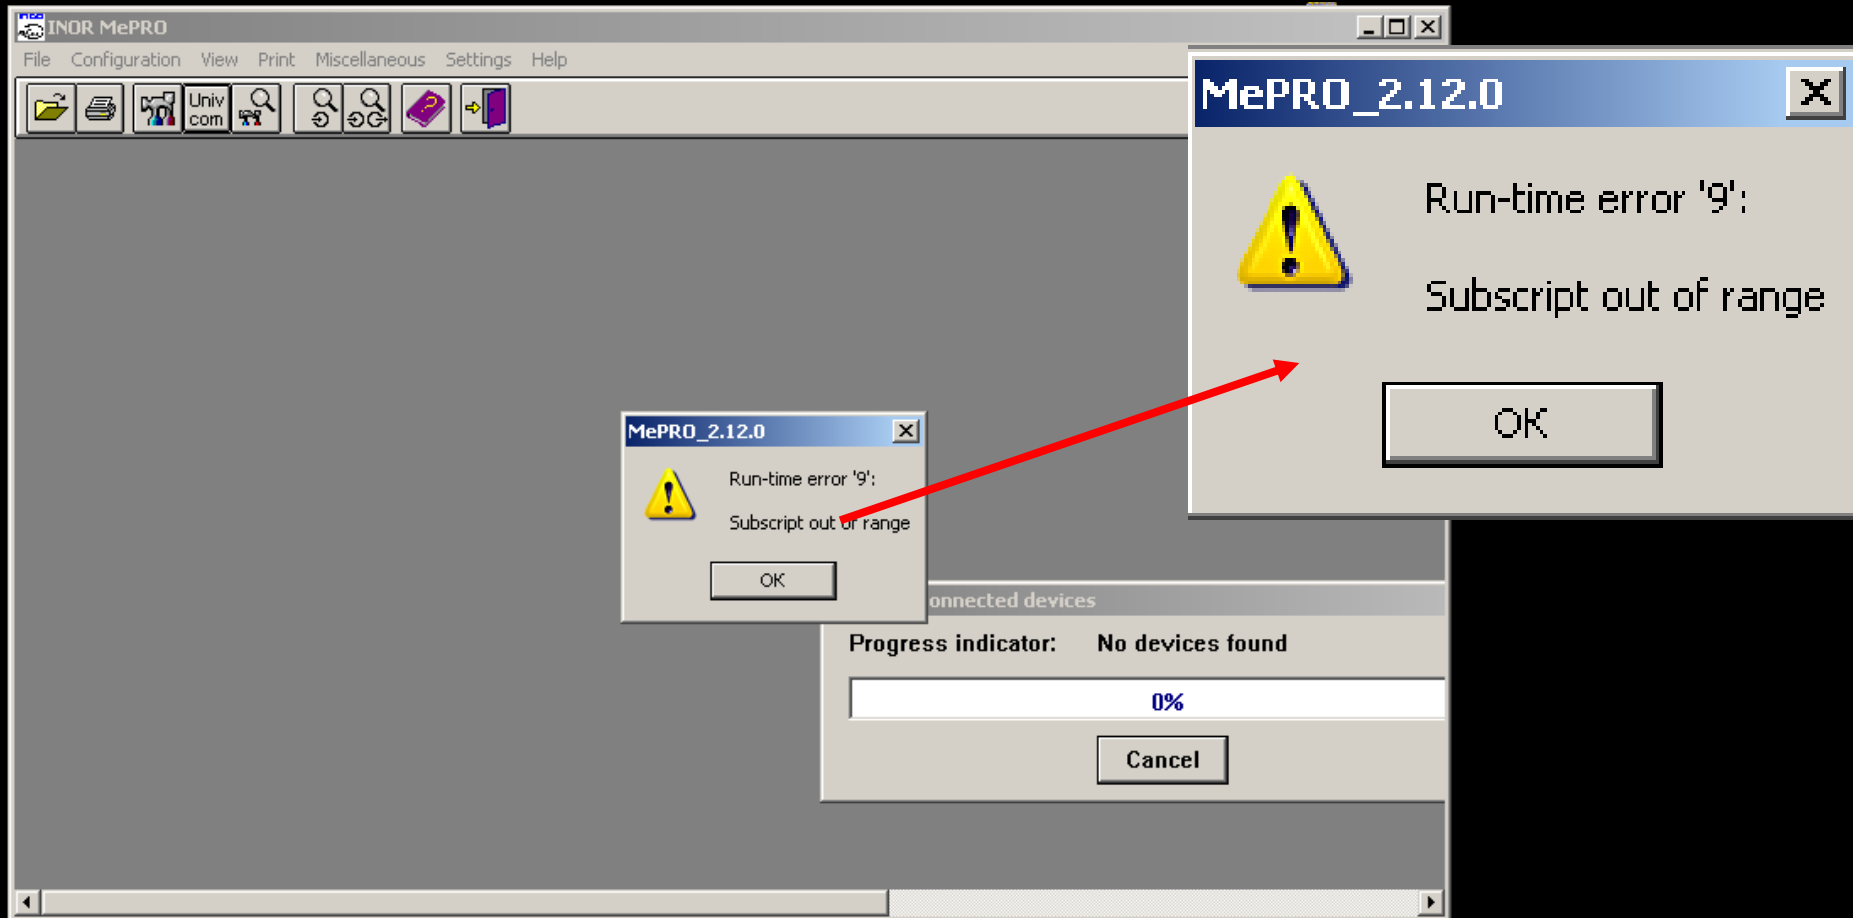 INOR MePRO
File Configuration View Print Miscellaneous Settings Help
Univ
com
MePRO_2.12.0
Run-time error '9':
Subscript out of range
OK
MePRO_2.12.0
Run-time error '9':
Subscript out of range
OK
onnected devices
Progress indicator: No devices found
0%
Cancel